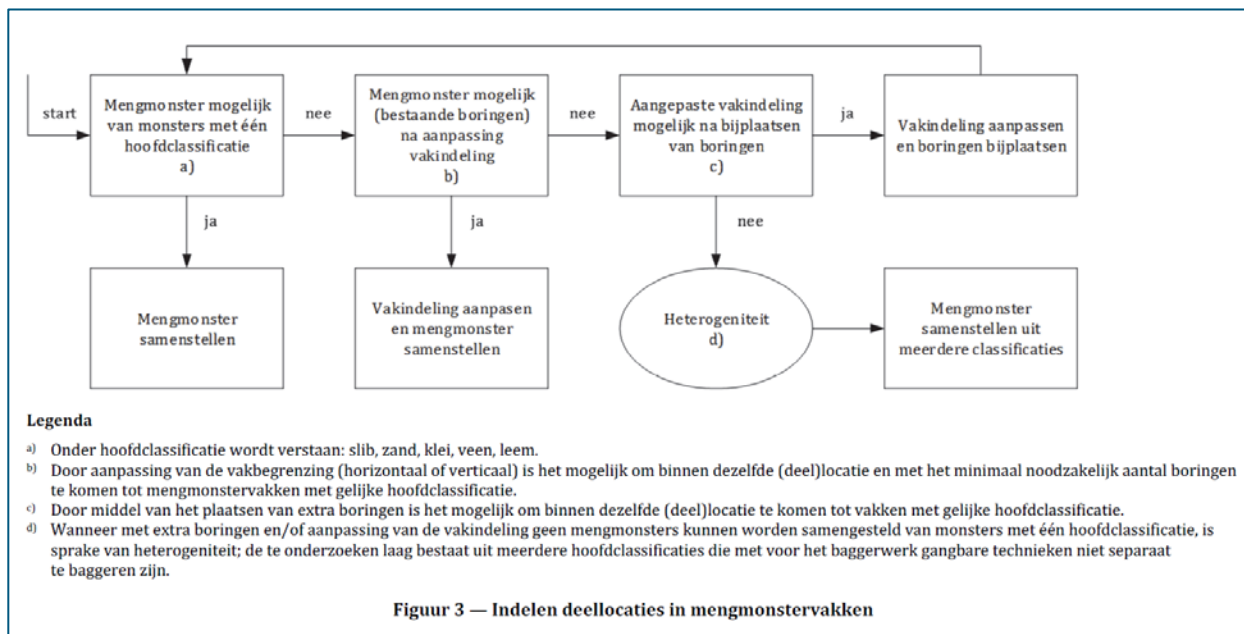 start
Mengmonster mogelijk
van monsters met één
hoofdclassificatie
a)
nee
Mengmonster mogelijk
(bestaande boringen)
na aanpassing
vakindeling
b)
nee
Aangepaste vakindeling
mogelijk na bijplaatsen
van boringen
c)
ja
Vakindeling aanpassen
en boringen bijplaatsen
ja
ja
nee
Mengmonster
samenstellen
Vakindeling aanpasen
en mengmonster
samenstellen
Heterogeniteit
d)
Mengmonster
samenstellen uit
meerdere classificaties
Legenda
a) Onder hoofdclassificatie wordt verstaan: slib, zand, klei, veen, leem.
b) Door aanpassing van de vakbegrenzing (horizontaal of verticaal) is het mogelijk om binnen dezelfde (deel)locatie en met het minimaal noodzakelijk aantal boringen
te komen tot mengmonstervakken met gelijke hoofdclassificatie.
c) Door middel van het plaatsen van extra boringen is het mogelijk om binnen dezelfde (deel)locatie te komen tot vakken met gelijke hoofdclassificatie.
d) Wanneer met extra boringen en/of aanpassing van de vakindeling geen mengmonsters kunnen worden samengesteld van monsters met één hoofdclassificatie, is
sprake van heterogeniteit; de te onderzoeken laag bestaat uit meerdere hoofdclassificaties die met voor het baggerwerk gangbare technieken niet separaat
te baggeren zijn.
Figuur 3 — Indelen deellocaties in mengmonstervakken